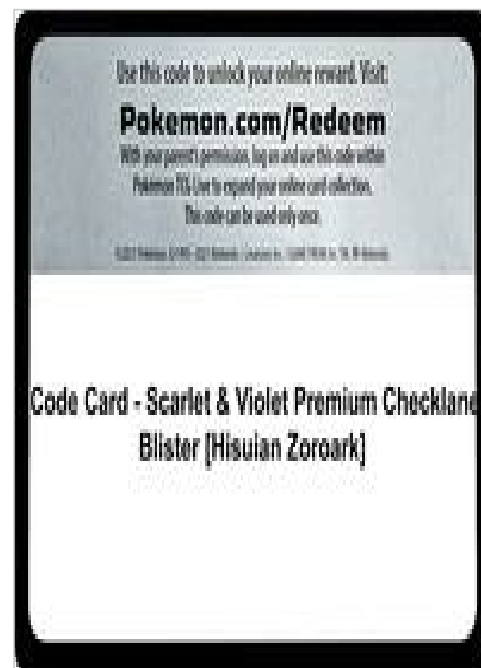 Use this code to unlock your online reward. Visit
Pokemon.com/Redeem
With your parent's permission, log on and use this code within
Pokémon TCG Live to expand your online card collection.
This code can be used only once.
Code Card - Scarlet & Violet Premium Checklane
Blister [Hisuian Zoroark]